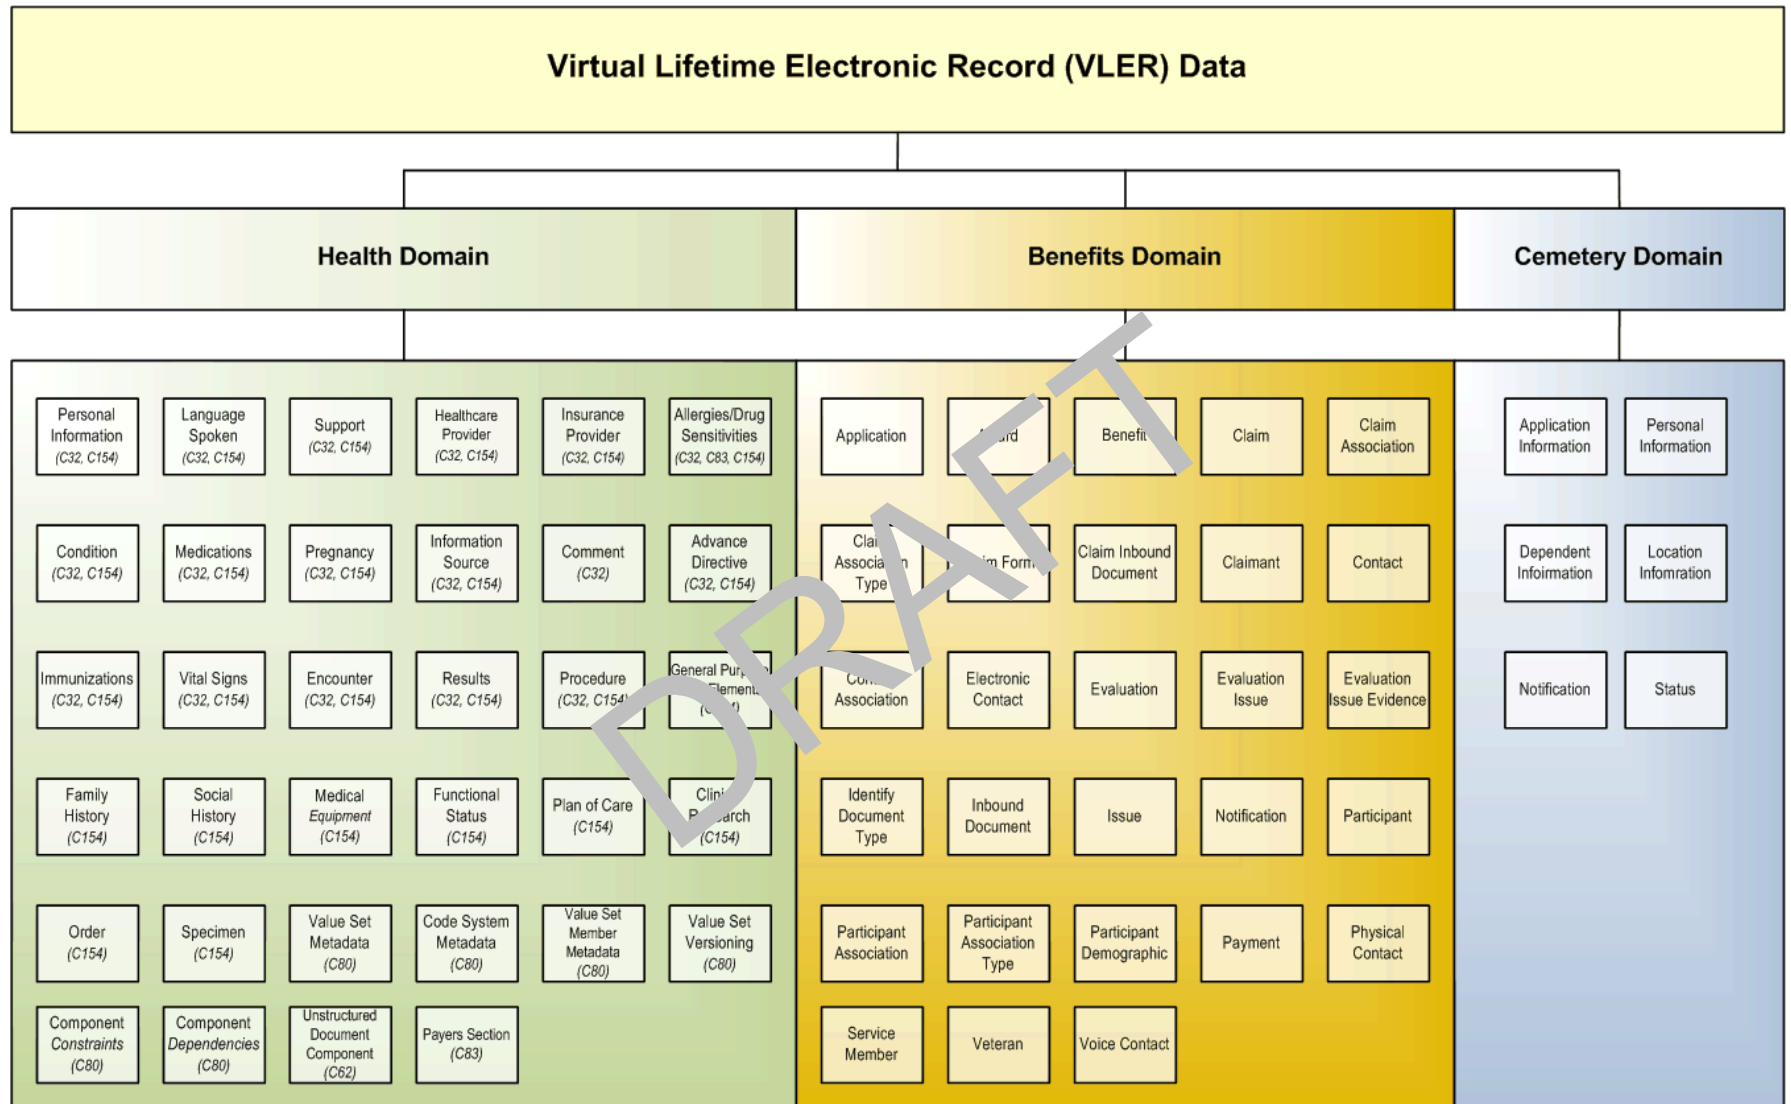 Virtual Lifetime Electronic Record (VLER) Data
Health Domain
Benefits Domain
Cemetery Domain
Personal
Information
(C32, C154)
Language
Spoken
(C32, C154)
Support
(C32, C154)
Healthcare
Provider
(C32, C154)
Insurance
Provider
(C32, C154)
Allergies/Drug
Sensitivities
(C32, C83, C154)
Condition
(C32, C154)
Medications
(C32, C154)
Pregnancy
(C32, C154)
Information
Source
(C32, C154)
Comment
(C32)
Advance
Directive
(C32, C154)
Immunizations
(C32, C154)
Vital Signs
(C32, C154)
Encounter
(C32, C154)
Results
(C32, C154)
Procedure
(C32, C154)
General
Family
History
(C154)
Social
History
(C154)
Medical
Equipment
(C154)
Functional
Status
(C154)
Plan of Care
(C154)
(C154)
Order
(C154)
Specimen
(C154)
Value Set
Metadata
(C80)
Code System
Metadata
(C80)
Value Set
Member
Metadata
(C80)
Value Set
Versioning
(C80)
Component
Constraints
(C80)
Component
Dependencies
(C80)
Unstructured
Document
Component
(C62)
Payers Section
(C83)
Application
Benefit
Claim
Claim
Association
Association
Type
Form
Claim Inbound
Document
Claimant
Contact
Association
Electronic
Contact
Evaluation
Evaluation
Issue
Evaluation
Issue Evidence
Identify
Document
Type
Inbound
Document
Issue
Notification
Participant
Participant
Association
Participant
Association
Type
Participant
Demographic
Payment
Physical
Contact
Service
Member
Veteran
Voice Contact
Application
Information
Personal
Information
Dependent
Infoirmation
Location
Infomration
Notification
Status
DRAFT